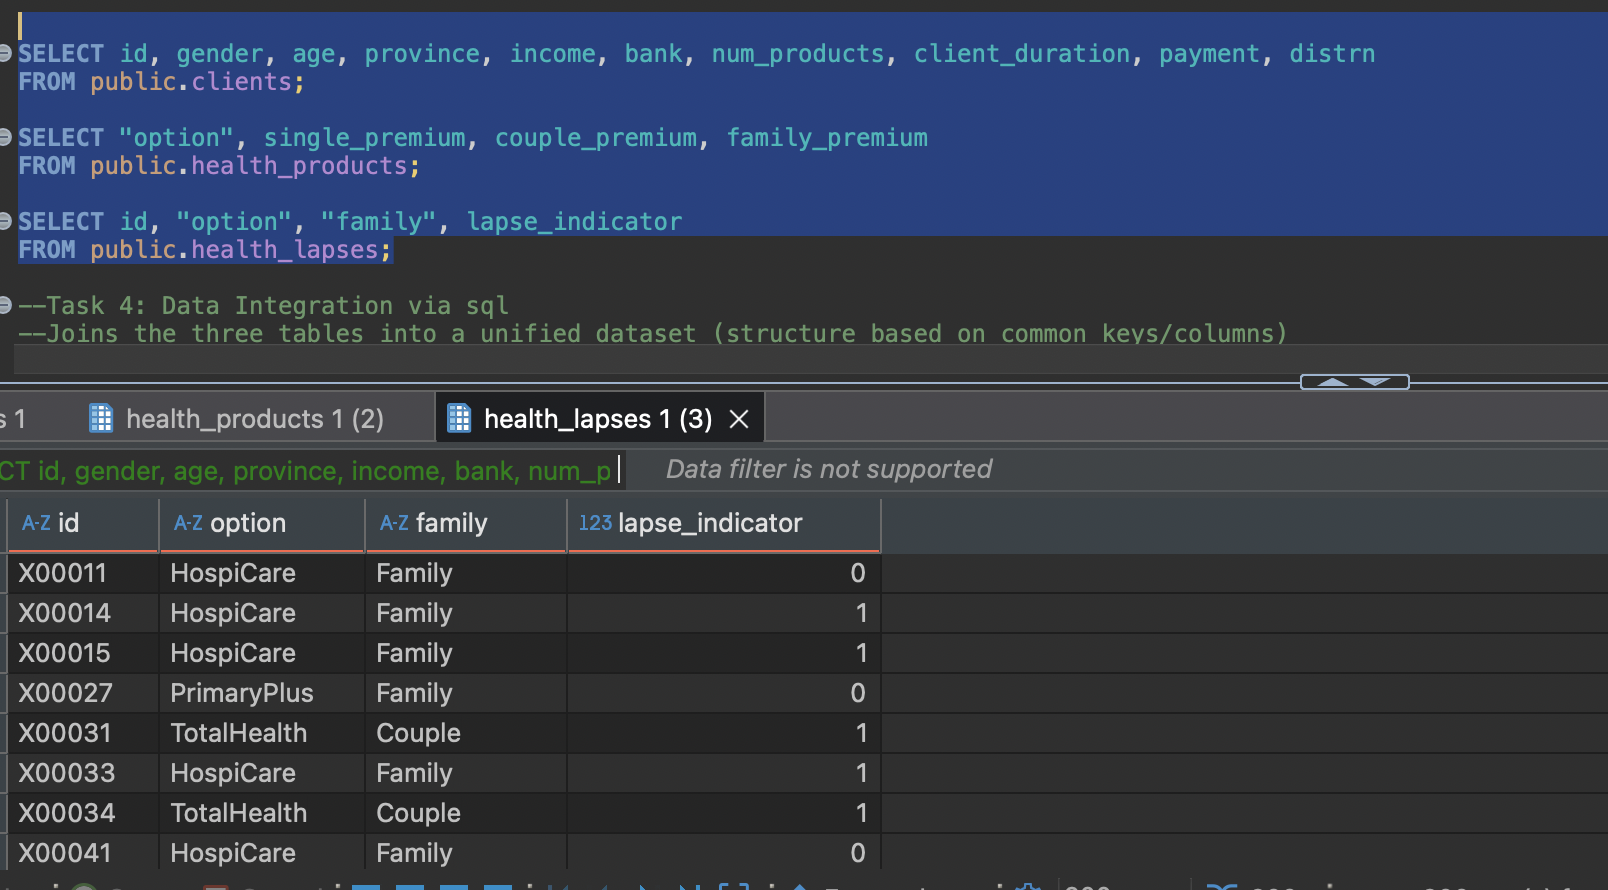 SELECT id, gender, age, province, income, bank, num_products, client_duration, payment, distrn
FROM public.clients;
SELECT "option", single_premium, couple_premium, family_premium
FROM public.health_products;
SELECT id, "option", "family", lapse_indicator
FROM public.health_lapses;
--Task 4: Data Integration via sql
--Joins the three tables into a unified dataset (structure based on common keys/columns)
s 1 health_products 1 (2) health_lapses 1 (3)
CT id, gender, age, province, income, bank, num_p Data filter is not supported
A-Z id A-Z option A-Z family 123 lapse_indicator
X00011 HospiCare Family 0
X00014 HospiCare Family 1
X00015 HospiCare Family 1
X00027 PrimaryPlus Family 0
X00031 TotalHealth Couple 1
X00033 HospiCare Family 1
X00034 TotalHealth Couple 1
X00041 HospiCare Family 0